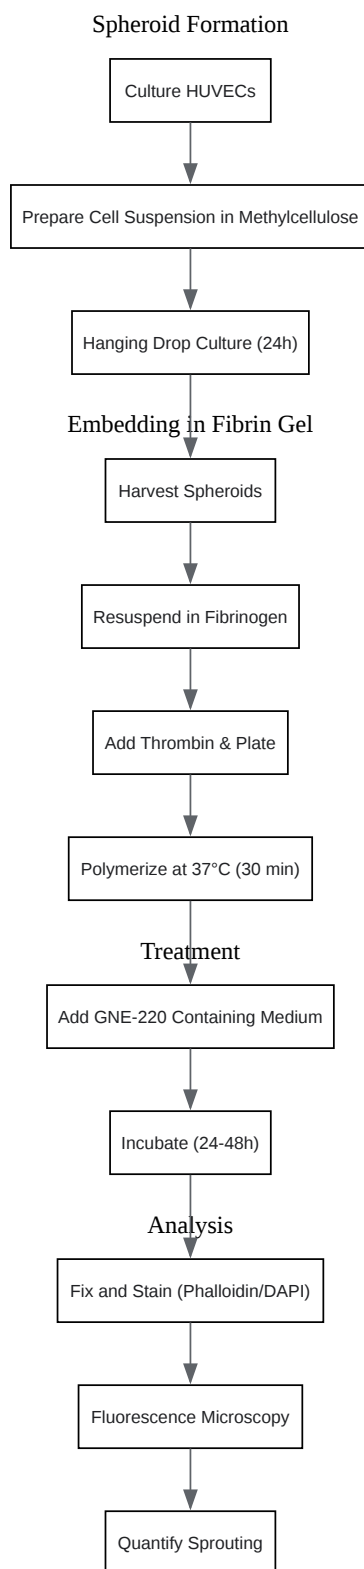 Spheroid Formation
Culture HUVECs
Prepare Cell Suspension in Methylcellulose
Hanging Drop Culture (24h)
Embedding in Fibrin Gel
Harvest Spheroids
Resuspend in Fibrinogen
Add Thrombin & Plate
Polymerize at 37°C (30 min)
Treatment
Add GNE-220 Containing Medium
Incubate (24-48h)
Analysis
Fix and Stain (Phalloidin/DAPI)
Fluorescence Microscopy
Quantify Sprouting